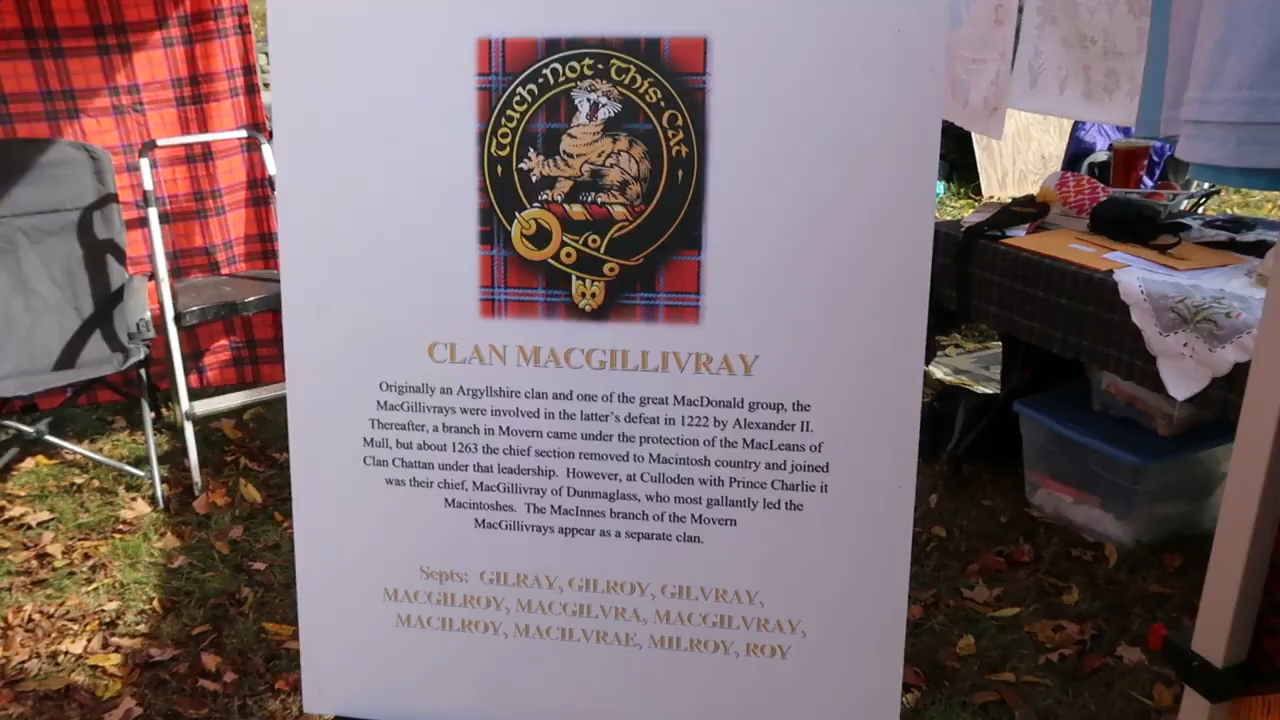 Touch·Not·This·Cat
CLAN MACGILLIVRAY
Originally an Argyllshire clan and one of the great MacDonald group, the
MacGillivrays were involved in the latter's defeat in 1222 by Alexander II.
Thereafter, a branch in Movern came under the protection of the MacLeans of
Mull, but about 1263 the chief section removed to Macintosh country and joined
Clan Chattan under that leadership. However, at Culloden with Prince Charlie it
was their chief, MacGillivray of Dunmaglass, who most gallantly led the
Macintoshes. The MacInnes branch of the Movern
MacGillivrays appear as a separate clan.
Septs: GILRAY, GILROY, GILVRAY,
MACGILROY, MACGILVRA, MACGILVRAY,
MACILROY, MACILVRAE, MILROY, ROY